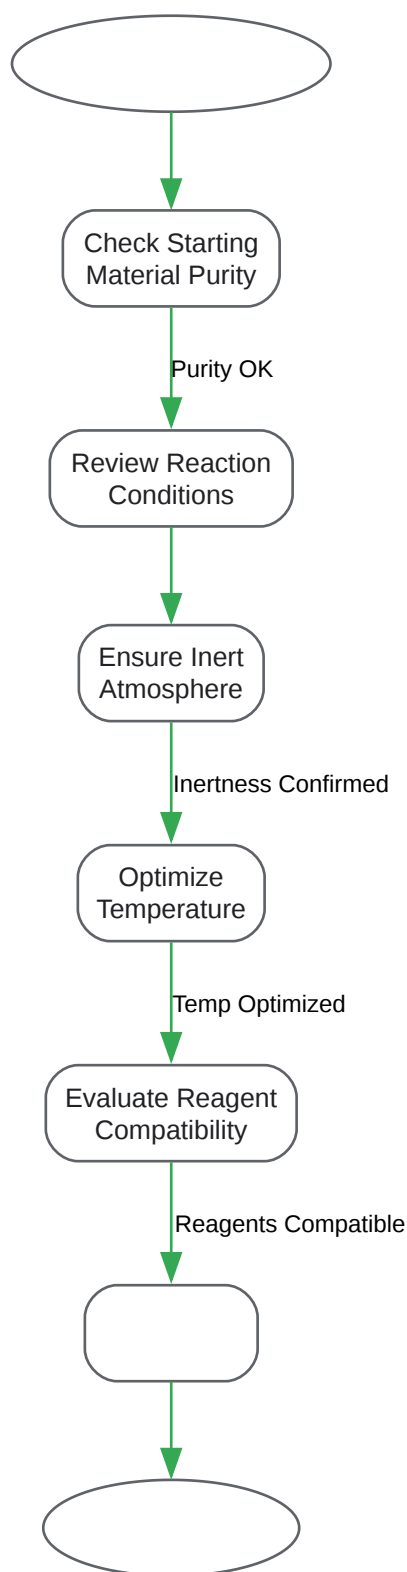 Check Starting
Material Purity
Purity OK
Review Reaction
Conditions
Ensure Inert
Atmosphere
Inertness Confirmed
Optimize
Temperature
Temp Optimized
Evaluate Reagent
Compatibility
Reagents Compatible